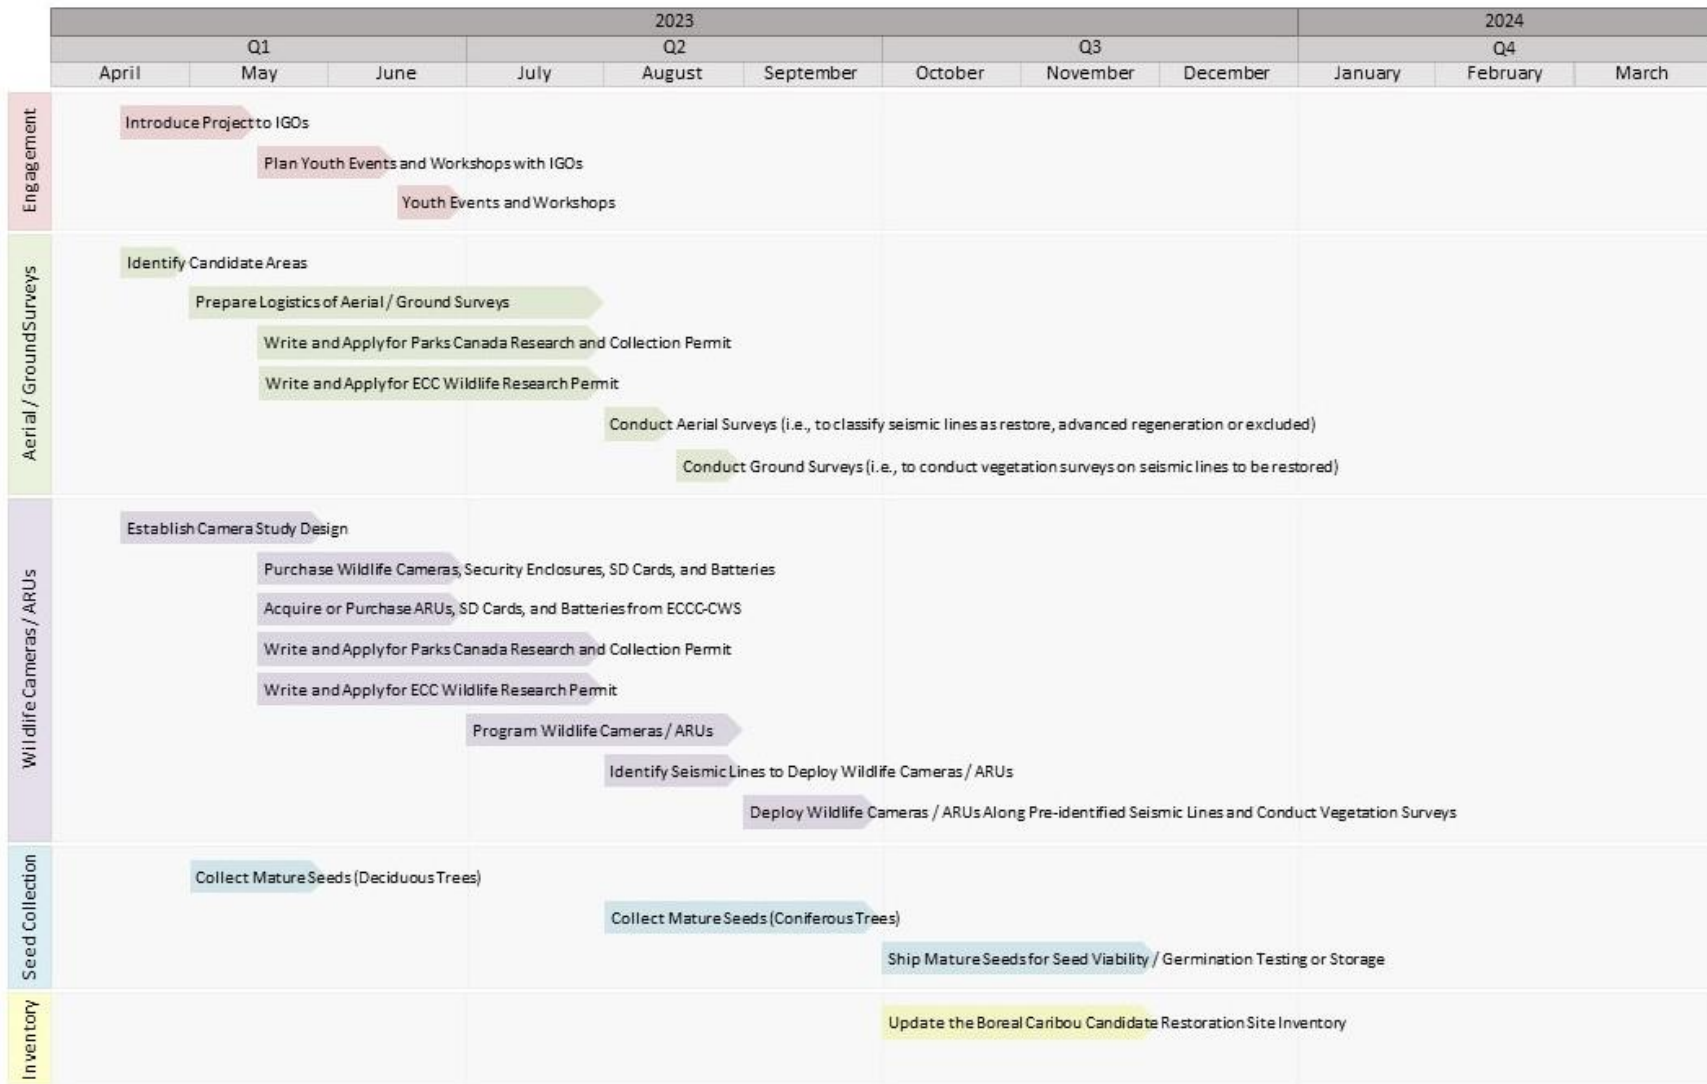 2023 2024
Q1 Q2 Q3 Q4
April May June July August September October November December January February March
Engagement
Introduce Project to IGOs
Plan Youth Events and Workshops with IGOs
Youth Events and Workshops
Aerial / Ground Surveys
Identify Candidate Areas
Prepare Logistics of Aerial / Ground Surveys
Write and Apply for Parks Canada Research and Collection Permit
Write and Apply for ECC Wildlife Research Permit
Conduct Aerial Surveys (i.e., to classify seismic lines as restore, advanced regeneration or excluded)
Conduct Ground Surveys (i.e., to conduct vegetation surveys on seismic lines to be restored)
Wildlife Cameras / ARUs
Establish Camera Study Design
Purchase Wildlife Cameras, Security Enclosures, SD Cards, and Batteries
Acquire or Purchase ARUs, SD Cards, and Batteries from ECCC-CWS
Write and Apply for Parks Canada Research and Collection Permit
Write and Apply for ECC Wildlife Research Permit
Program Wildlife Cameras / ARUs
Identify Seismic Lines to Deploy Wildlife Cameras / ARUs
Deploy Wildlife Cameras / ARUs Along Pre-identified Seismic Lines and Conduct Vegetation Surveys
Seed Collection
Collect Mature Seeds (Deciduous Trees)
Collect Mature Seeds (Coniferous Trees)
Ship Mature Seeds for Seed Viability / Germination Testing or Storage
Inventory
Update the Boreal Caribou Candidate Restoration Site Inventory